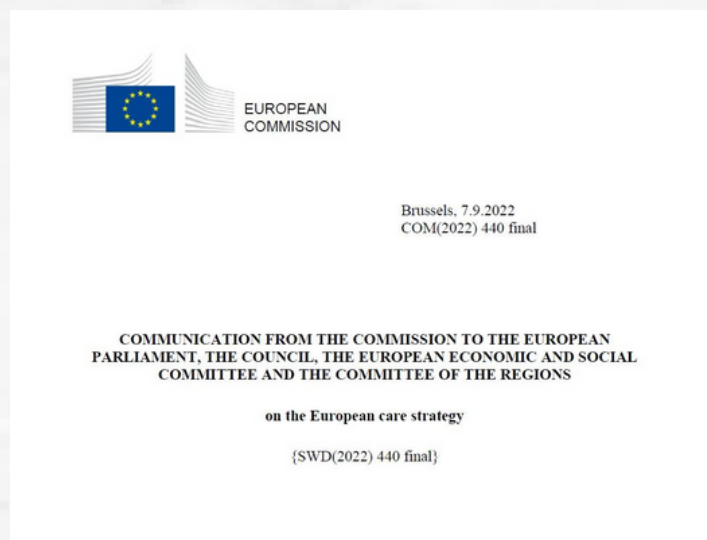 EUROPEAN
COMMISSION
Brussels, 7.9.2022
COM(2022) 440 final
COMMUNICATION FROM THE COMMISSION TO THE EUROPEAN
PARLIAMENT, THE COUNCIL, THE EUROPEAN ECONOMIC AND SOCIAL
COMMITTEE AND THE COMMITTEE OF THE REGIONS
on the European care strategy
{SWD(2022) 440 final}